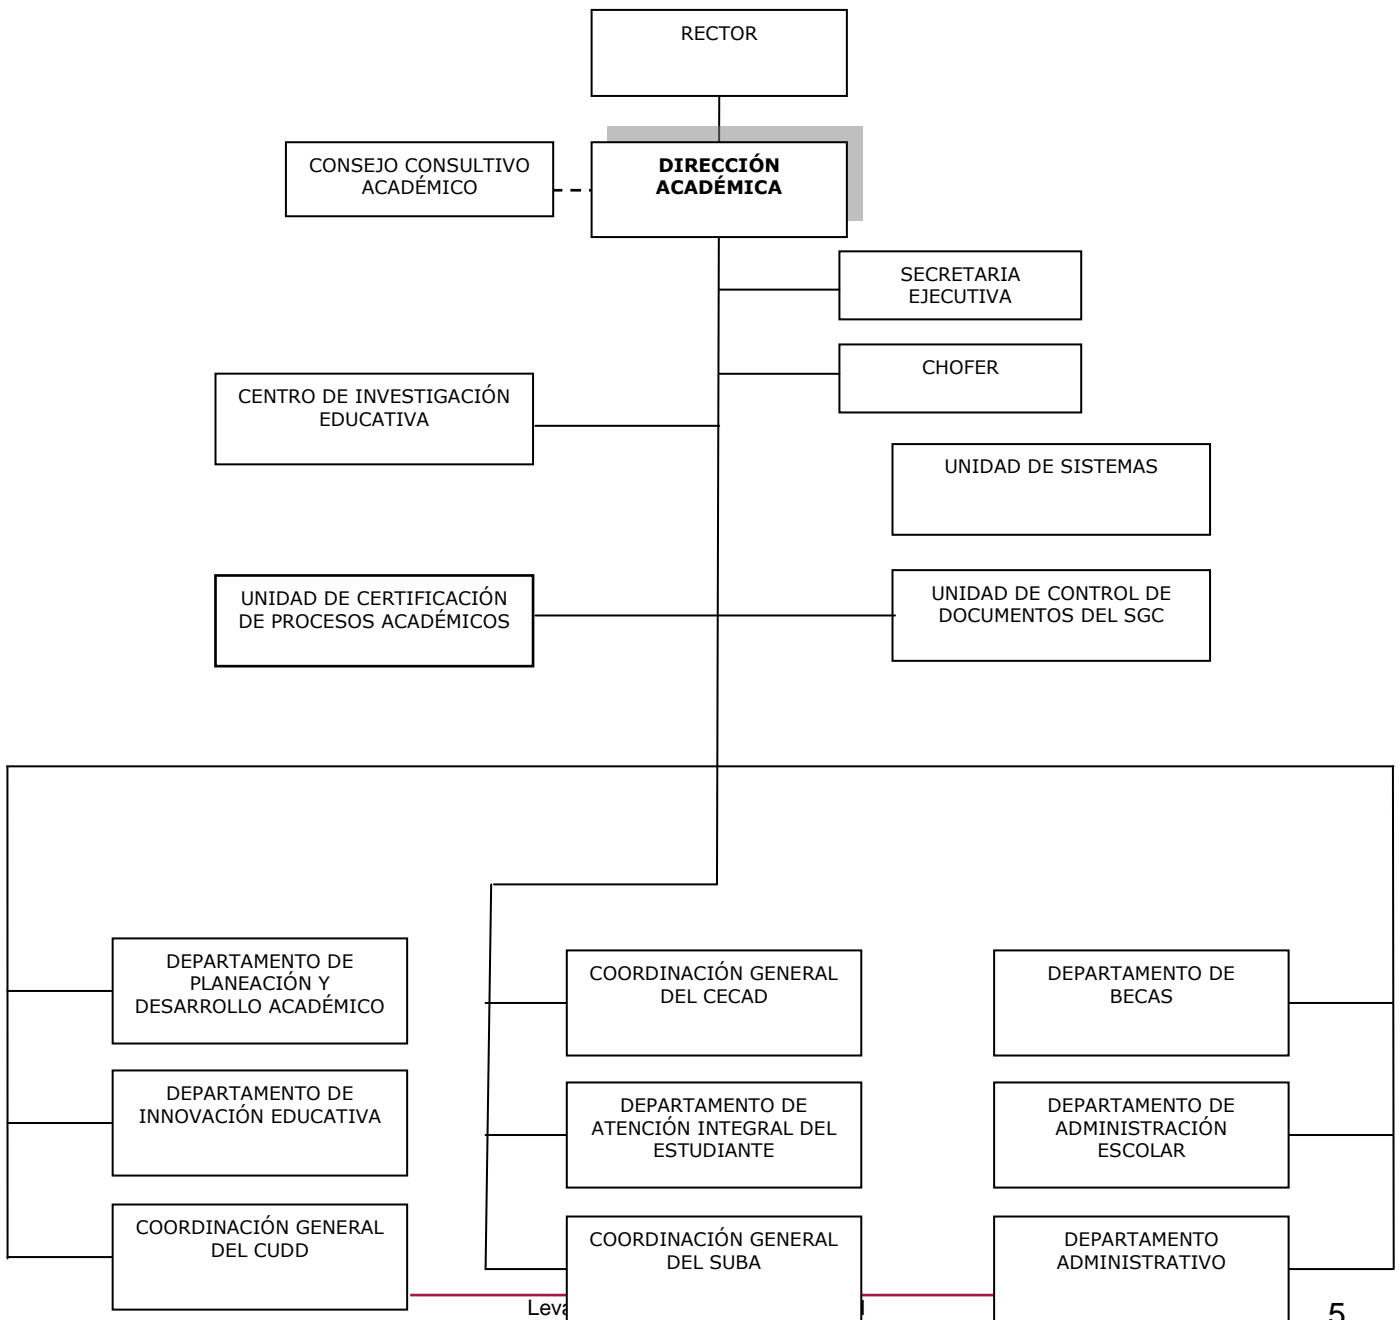 RECTOR
CONSEJO CONSULTIVO
ACADÉMICO
DIRECCIÓN
ACADÉMICA
SECRETARIA
EJECUTIVA
CHOFER
CENTRO DE INVESTIGACIÓN
EDUCATIVA
UNIDAD DE SISTEMAS
UNIDAD DE CERTIFICACIÓN
DE PROCESOS ACADÉMICOS
UNIDAD DE CONTROL DE
DOCUMENTOS DEL SGC
DEPARTAMENTO DE
PLANEACIÓN Y
DESARROLLO ACADÉMICO
DEPARTAMENTO DE
INNOVACIÓN EDUCATIVA
COORDINACIÓN GENERAL
DEL CUDD
COORDINACIÓN GENERAL
DEL CECAD
DEPARTAMENTO DE
ATENCIÓN INTEGRAL DEL
ESTUDIANTE
COORDINACIÓN GENERAL
DEL SUBA
DEPARTAMENTO DE
BECAS
DEPARTAMENTO DE
ADMINISTRACIÓN
ESCOLAR
DEPARTAMENTO
ADMINISTRATIVO
5